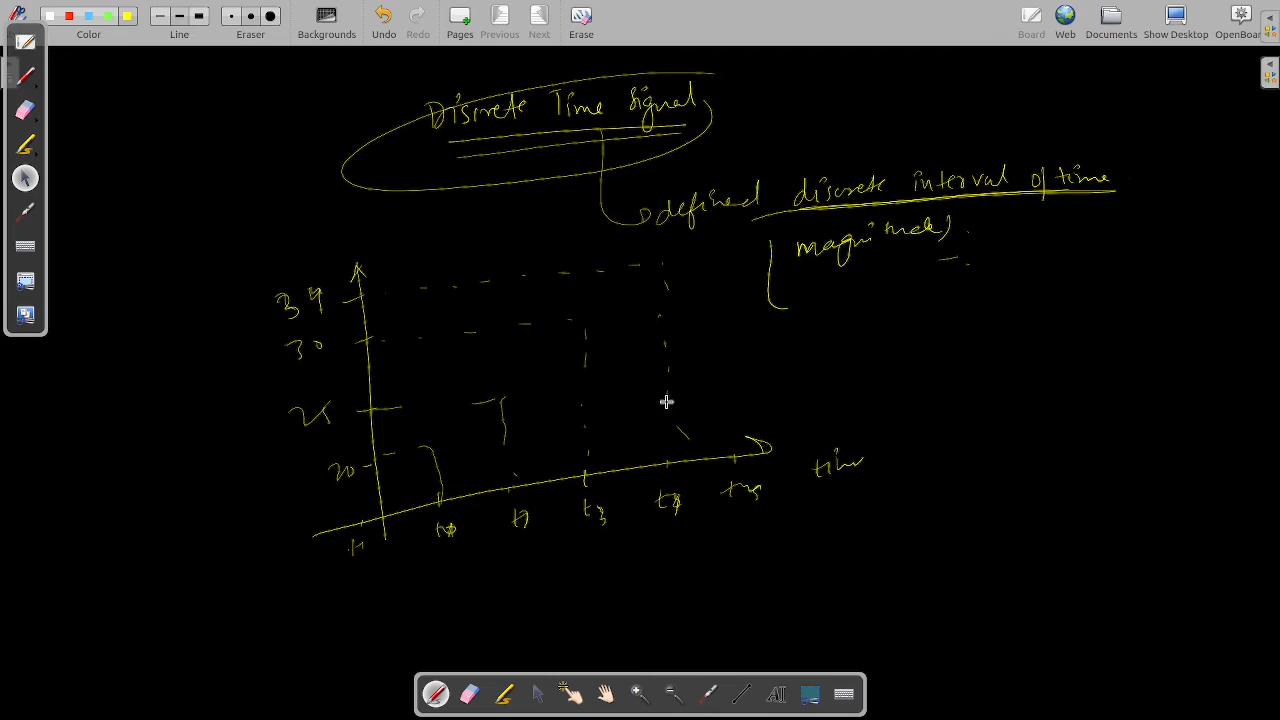 Color Line Eraser Backgrounds Undo Redo Pages Previous Next Erase Board Web Documents Show Desktop OpenBoar
Discrete Time Signal
defined discrete interval of time
34
30
25
20
t3
time